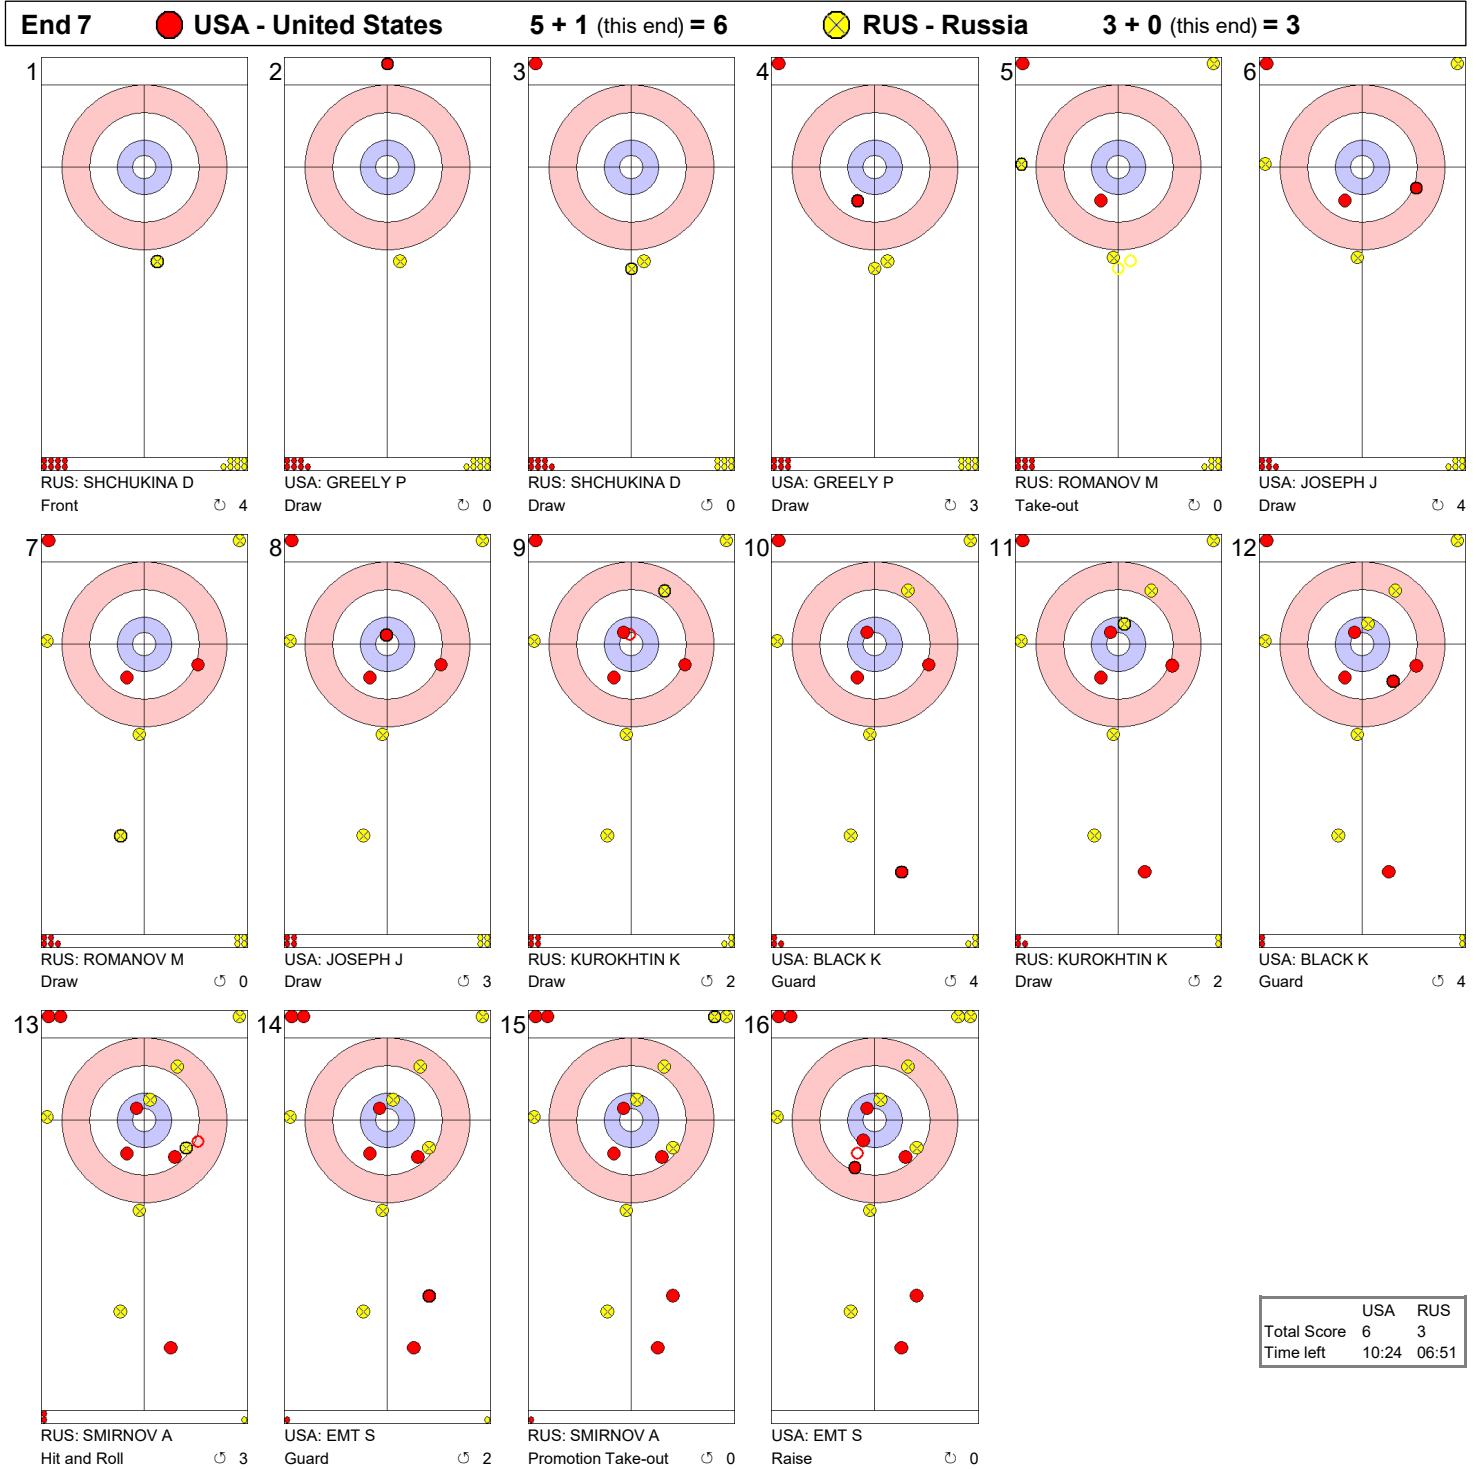 End 7 USA - United States 5 + 1 (this end) = 6 RUS - Russia 3 + 0 (this end) = 3
1 2 3 4 5 6
RUS: SHCHUKINA D USA: GREELY P RUS: SHCHUKINA D USA: GREELY P RUS: ROMANOV M USA: JOSEPH J
Front ↻ 4 Draw ↻ 0 Draw ↺ 0 Draw ↻ 3 Take-out ↻ 0 Draw ↺ 4
7 8 9 10 11 12
RUS: ROMANOV M USA: JOSEPH J RUS: KUROKHTIN K USA: BLACK K RUS: KUROKHTIN K USA: BLACK K
Draw ↺ 0 Draw ↺ 3 Draw ↺ 2 Guard ↺ 4 Draw ↺ 2 Guard ↺ 4
13 14 15 16
USA RUS
Total Score 6 3
Time left 10:24 06:51
RUS: SMIRNOV A USA: EMT S RUS: SMIRNOV A USA: EMT S
Hit and Roll ↺ 3 Guard ↺ 2 Promotion Take-out ↺ 0 Raise ↻ 0